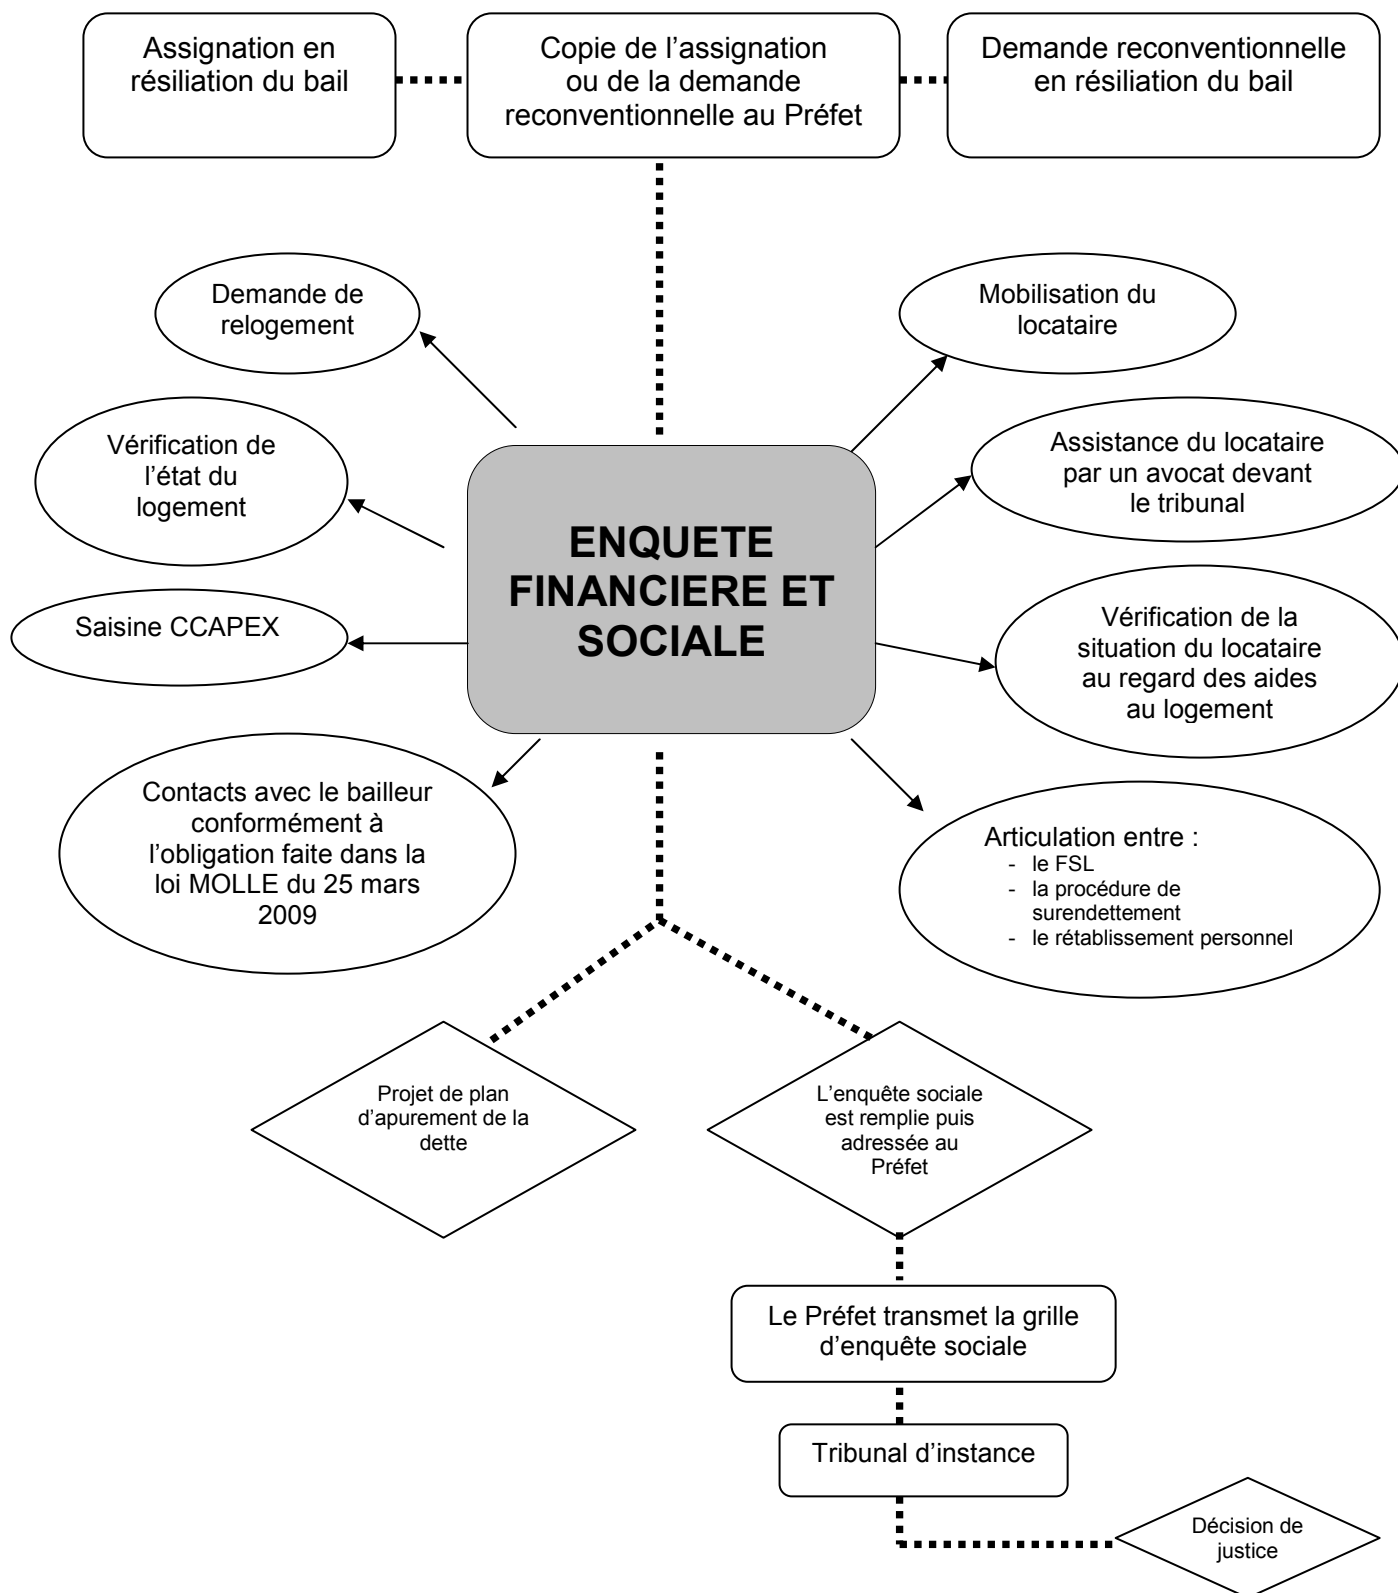 Assignation en
résiliation du bail
Copie de l'assignation
ou de la demande
reconventionnelle au Préfet
Demande reconventionnelle
en résiliation du bail
Demande de
relogement
Mobilisation du
locataire
Vérification de
l'état du
logement
Assistance du locataire
par un avocat devant
le tribunal
ENQUETE
FINANCIERE ET
SOCIALE
Saisine CCAPEX
Vérification de la
situation du locataire
au regard des aides
au logement
Contacts avec le bailleur
conformément à
l'obligation faite dans la
loi MOLLE du 25 mars
2009
Articulation entre :
- le FSL
- la procédure de
surendettement
- le rétablissement personnel
Projet de plan
d'apurement de la
dette
L'enquête sociale
est remplie puis
adressée au
Préfet
Le Préfet transmet la grille
d'enquête sociale
Tribunal d'instance
Décision de
justice